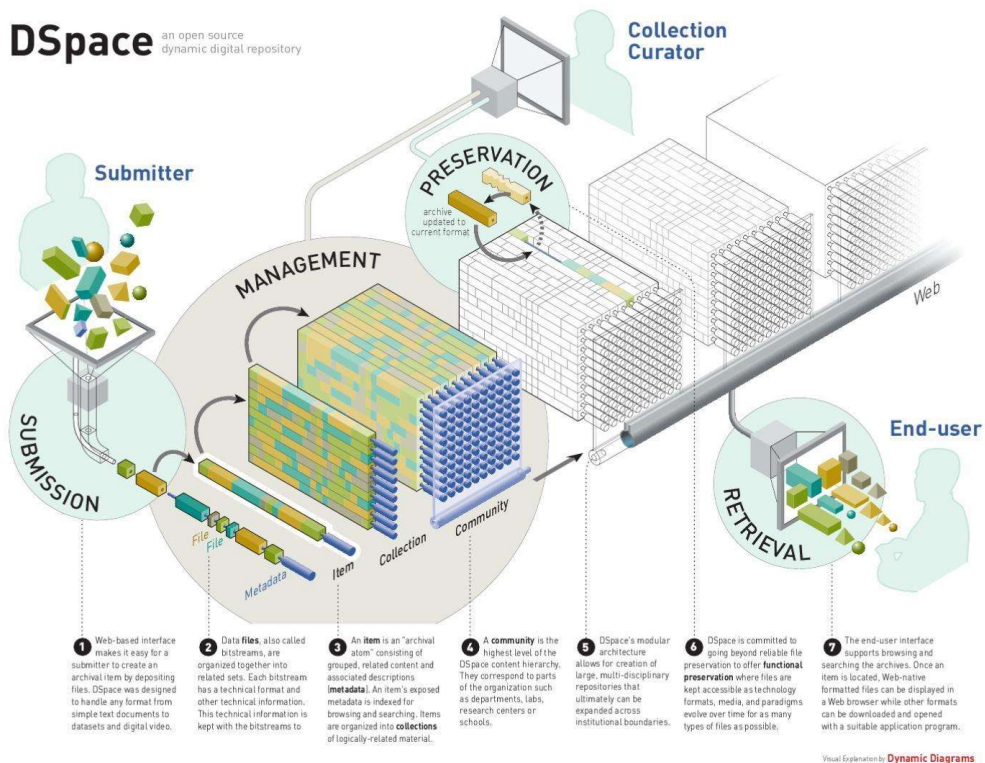 DSpace
an open source
dynamic digital repository
Collection
Curator
Submitter
PRESERVATION
archive
updated to
current format
MANAGEMENT
Web
End-user
SUBMISSION
RETRIEVAL
File
File
Metadata
Item
Collection
Community
1 Web-based interface
makes it easy for a
submitter to create an
archival item by depositing
files. DSpace was designed
to handle any format from
simple text documents to
datasets and digital video.
2 Data files, also called
bitstreams, are
organized together into
related sets. Each bitstream
has a technical format and
other technical information.
This technical information is
kept with the bitstreams to
3 An item is an "archival
atom" consisting of
grouped, related content and
associated descriptions
(metadata). An item's exposed
metadata is indexed for
browsing and searching. Items
are organized into collections
of logically-related material.
4 A community is the
highest level of the
DSpace content hierarchy.
They correspond to parts
of the organization such
as departments, labs,
research centers or
schools.
5 DSpace's modular
architecture
allows for creation of
large, multi-disciplinary
repositories that
ultimately can be
expanded across
institutional boundaries.
6 DSpace is committed to
going beyond reliable file
preservation to offer functional
preservation where files are
kept accessible as technology
formats, media, and paradigms
evolve over time for as many
types of files as possible.
7 The end-user interface
supports browsing and
searching the archives. Once an
item is located, Web-native
formatted files can be displayed
in a Web browser while other formats
can be downloaded and opened
with a suitable application program.
Visual Explanation by Dynamic Diagrams